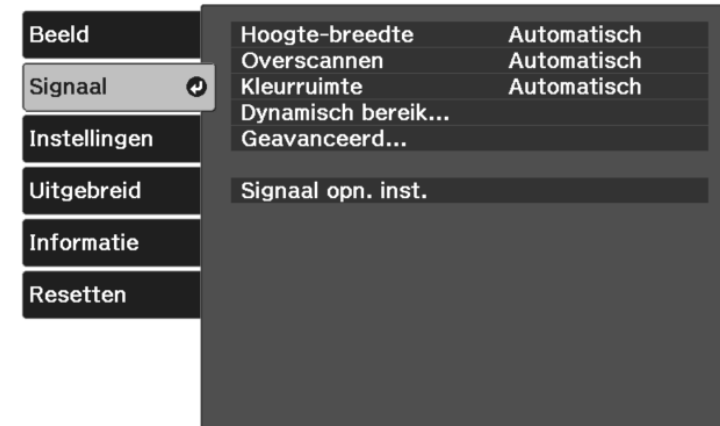 Beeld
Signaal
Instellingen
Uitgebreid
Informatie
Resetten
Hoogte-breedte Automatisch
Overscannen Automatisch
Kleurruimte Automatisch
Dynamisch bereik...
Geavanceerd...
Signaal opn. inst.